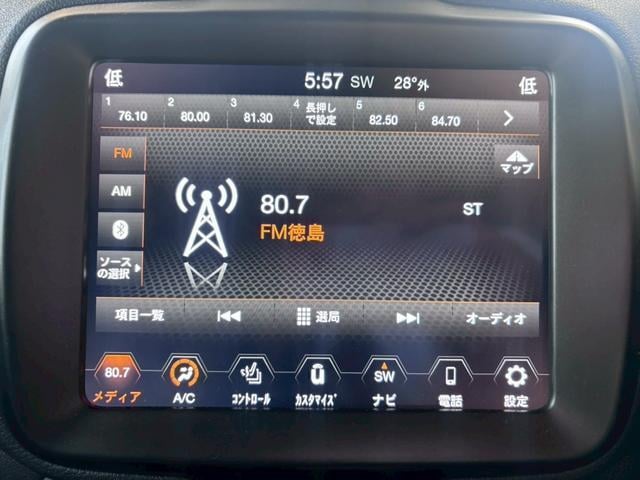 低 5:57 SW 28°外 低
1 76.10 2 80.00 3 81.30 4 長押しで設定 5 82.50 6 84.70
FM
マップ
AM
80.7 ST
FM徳島
ソースの選択
項目一覧 選局 オーディオ
80.7 SW
メディア A/C コントロール カスタマイズ ナビ 電話 設定